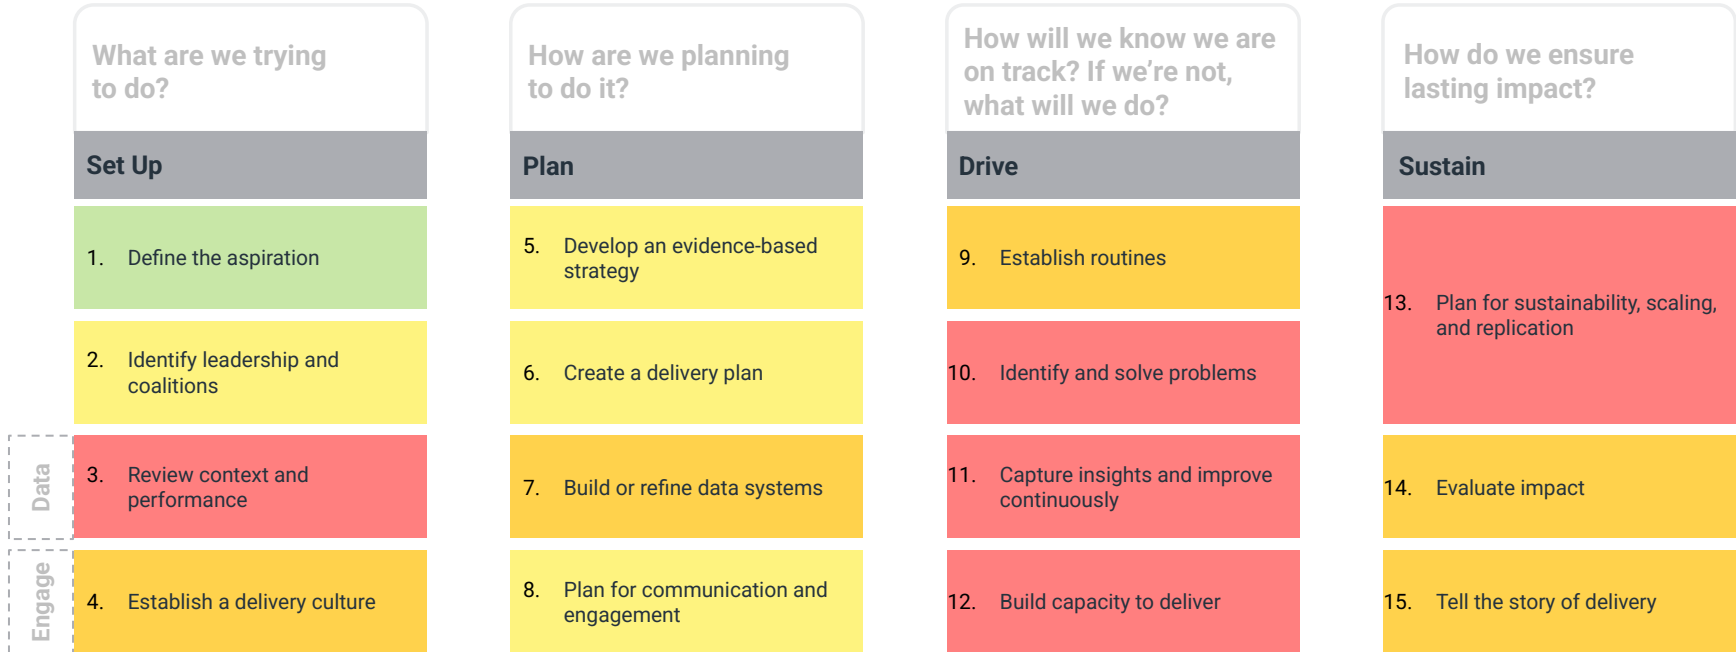 What are we trying
to do?
Set Up
1. Define the aspiration
2. Identify leadership and
coalitions
Data
3. Review context and
performance
Engage
4. Establish a delivery culture
How are we planning
to do it?
Plan
5. Develop an evidence-based
strategy
6. Create a delivery plan
7. Build or refine data systems
8. Plan for communication and
engagement
How will we know we are
on track? If we’re not,
what will we do?
Drive
9. Establish routines
10. Identify and solve problems
11. Capture insights and improve
continuously
12. Build capacity to deliver
How do we ensure
lasting impact?
Sustain
13. Plan for sustainability, scaling,
and replication
14. Evaluate impact
15. Tell the story of delivery